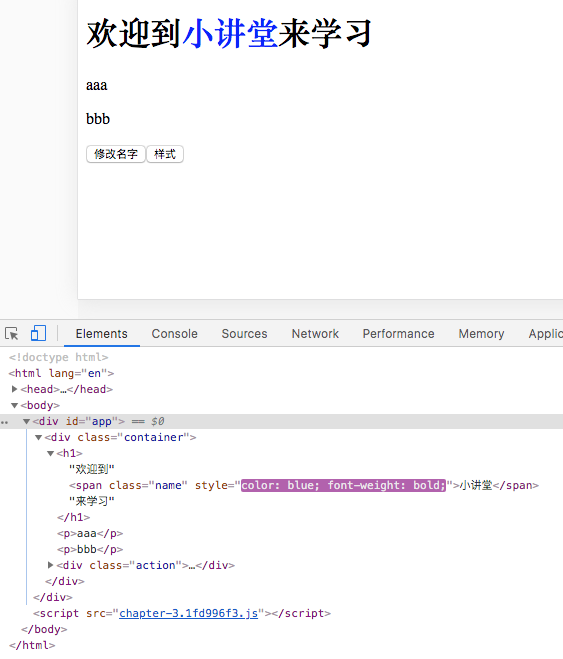 欢迎到小讲堂来学习
aaa
bbb
修改名字 样式
Elements Console Sources Network Performance Memory Applic
<!doctype html>
<html lang="en">
<head>…</head>
<body>
<div id="app"> == $0
<div class="container">
<h1>
"欢迎到"
<span class="name" style="color: blue; font-weight: bold;">小讲堂</span>
"来学习"
</h1>
<p>aaa</p>
<p>bbb</p>
<div class="action">…</div>
</div>
</div>
<script src="chapter-3.1fd996f3.js"></script>
</body>
</html>